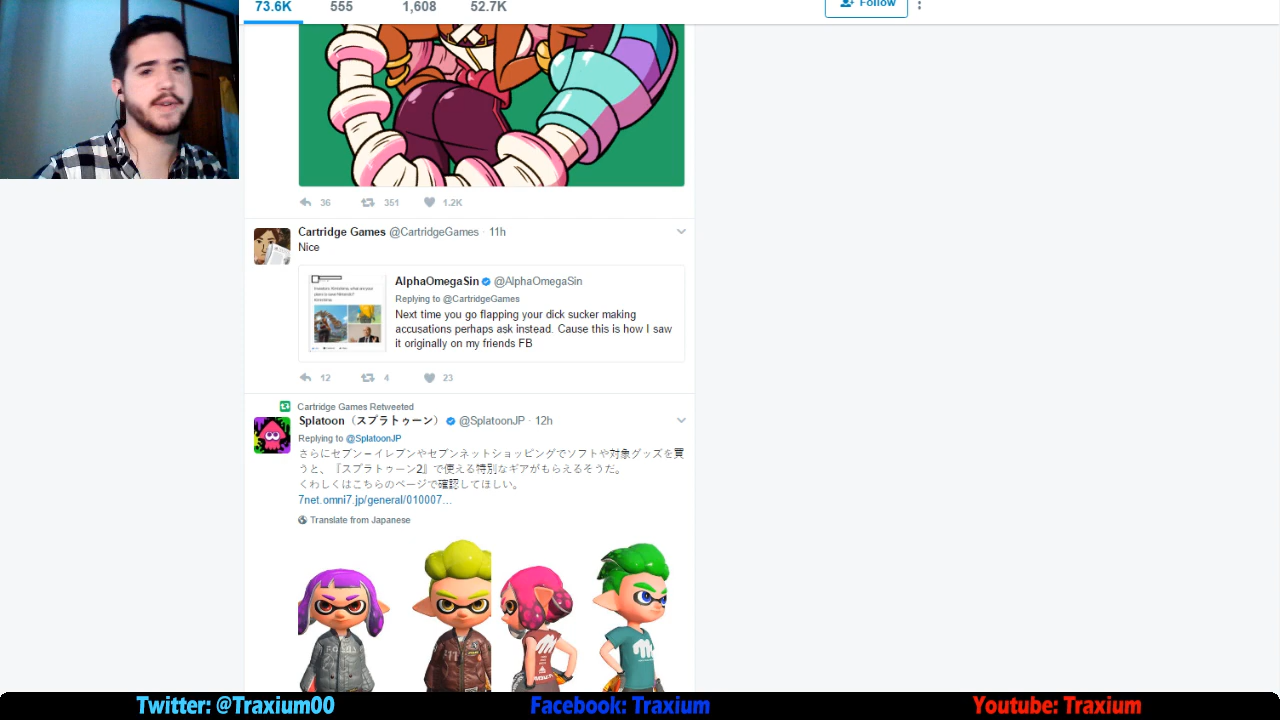 73.6K 555 1,608 52.7K Follow
36 351 1.2K
Cartridge Games @CartridgeGames · 11h
Nice
AlphaOmegaSin @AlphaOmegaSin
Replying to @CartridgeGames
Next time you go flapping your dick sucker making
accusations perhaps ask instead. Cause this is how I saw
it originally on my friends FB
12 4 23
Cartridge Games Retweeted
Splatoon（スプラトゥーン） @SplatoonJP · 12h
Replying to @SplatoonJP
さらにセブン－イレブンやセブンネットショッピングでソフトや対象グッズを買
うと、『スプラトゥーン2』で使える特別なギアがもらえるそうだ。
くわしくはこちらのページで確認してほしい。
7net.omni7.jp/general/010007…
Translate from Japanese
Twitter: @Traxium00 Facebook: Traxium Youtube: Traxium